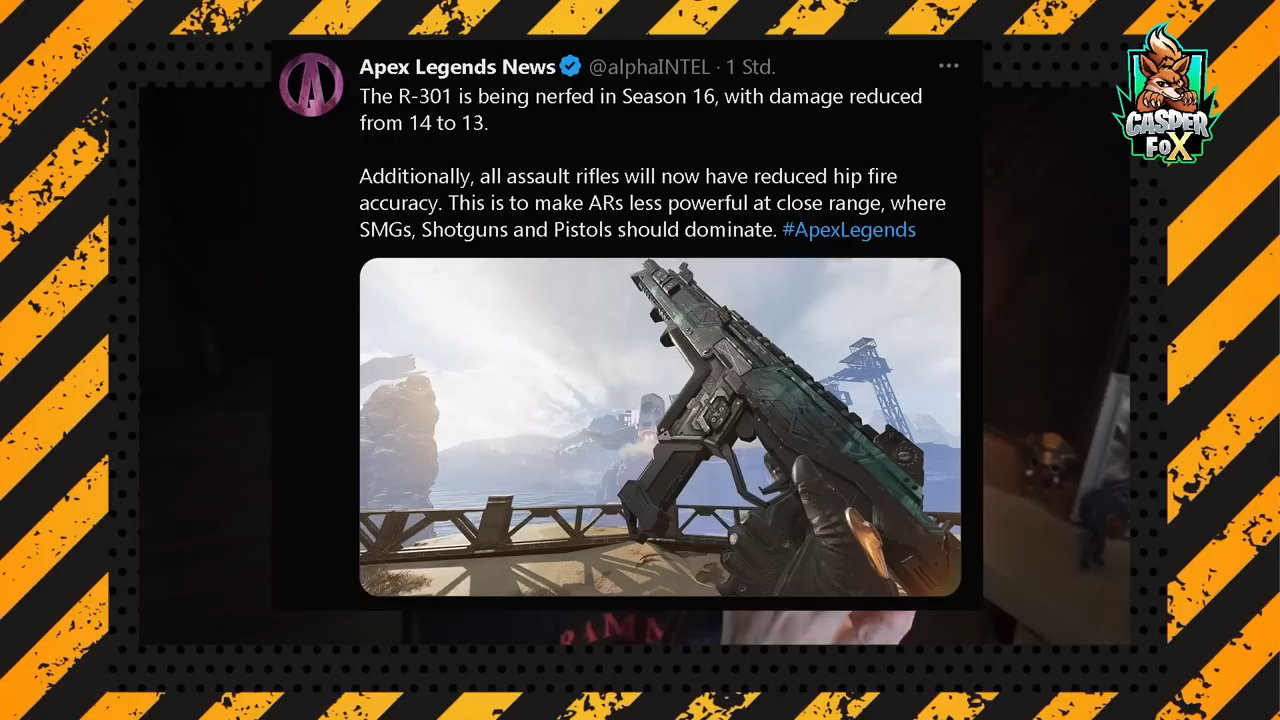 Apex Legends News @alphaINTEL · 1 Std.
The R-301 is being nerfed in Season 16, with damage reduced
from 14 to 13.
Additionally, all assault rifles will now have reduced hip fire
accuracy. This is to make ARs less powerful at close range, where
SMGs, Shotguns and Pistols should dominate. #ApexLegends
CASPER
FOX